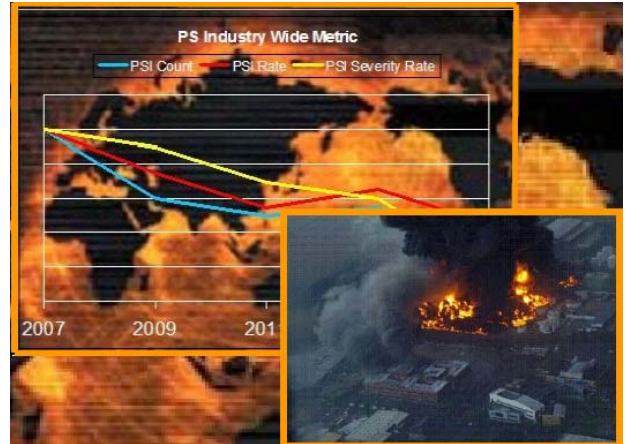 PS Industry Wide Metric
PSI Count PSI Rate PSI Severity Rate
2007 2009